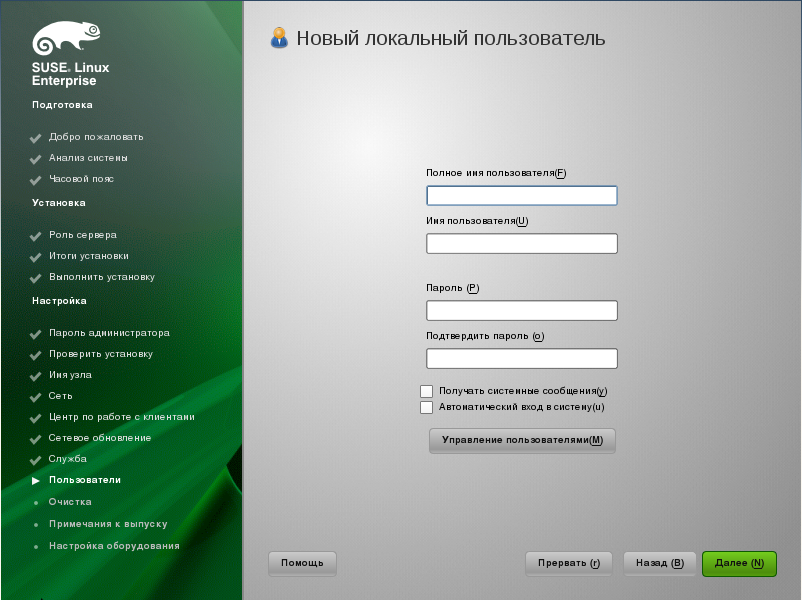 SUSE. Linux
Enterprise
Подготовка
Добро пожаловать
Анализ системы
Часовой пояс
Установка
Роль сервера
Итоги установки
Выполнить установку
Настройка
Пароль администратора
Проверить установку
Имя узла
Сеть
Центр по работе с клиентами
Сетевое обновление
Служба
Пользователи
Очистка
Примечания к выпуску
Настройка оборудования
Новый локальный пользователь
Полное имя пользователя(F)
Имя пользователя(U)
Пароль (P)
Подтвердить пароль (o)
Получать системные сообщения(y)
Автоматический вход в систему(u)
Управление пользователями(M)
Помощь
Прервать (r)
Назад (B)
Далее (N)